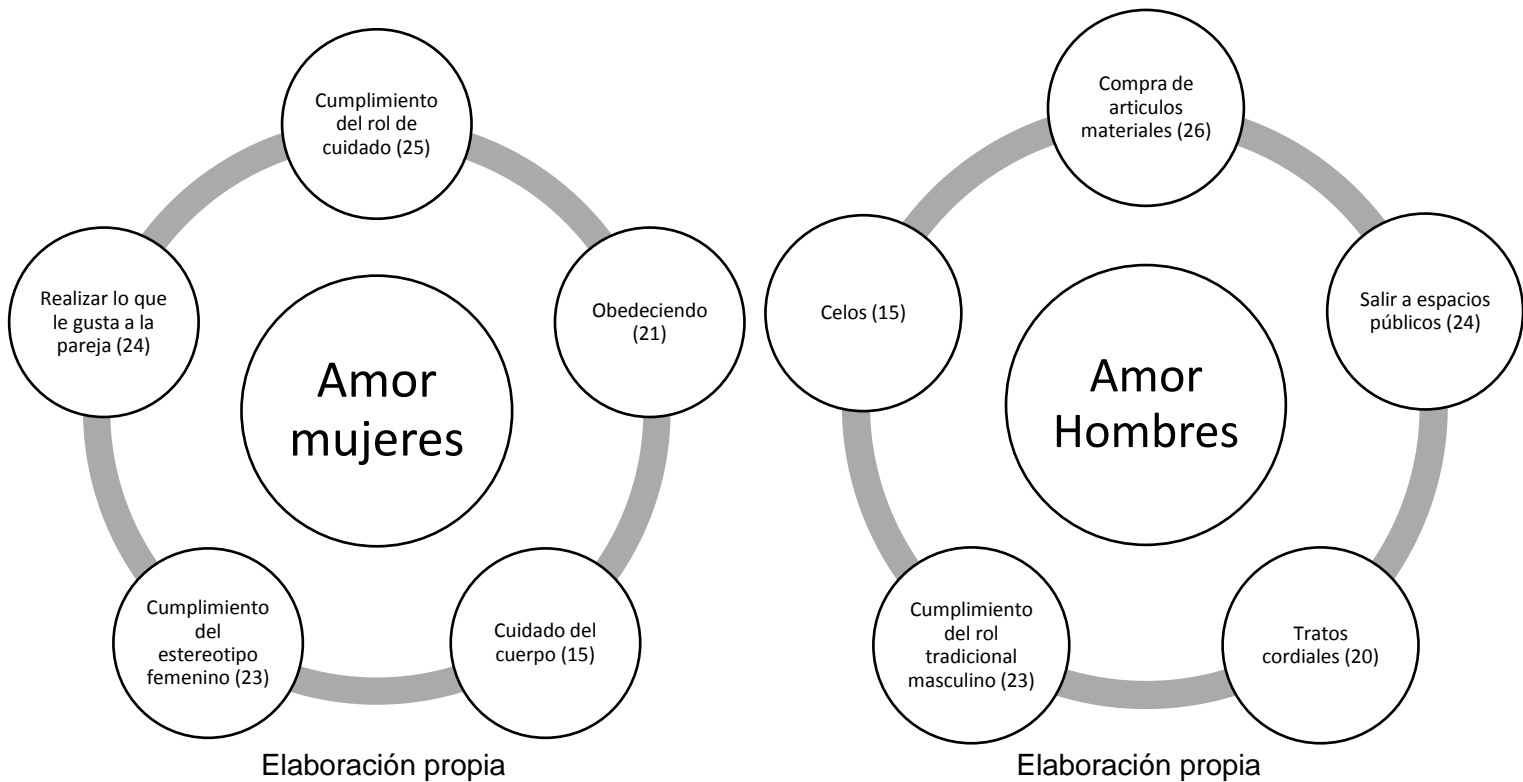 Cumplimiento
del rol de
cuidado (25)
Obedeciendo
(21)
Cuidado del
cuerpo (15)
Cumplimiento
del
estereotipo
femenino (23)
Realizar lo que
le gusta a la
pareja (24)
Amor
mujeres
Elaboración propia
Compra de
articulos
materiales (26)
Salir a espacios
públicos (24)
Tratos
cordiales (20)
Cumplimiento
del rol
tradicional
masculino (23)
Celos (15)
Amor
Hombres
Elaboración propia